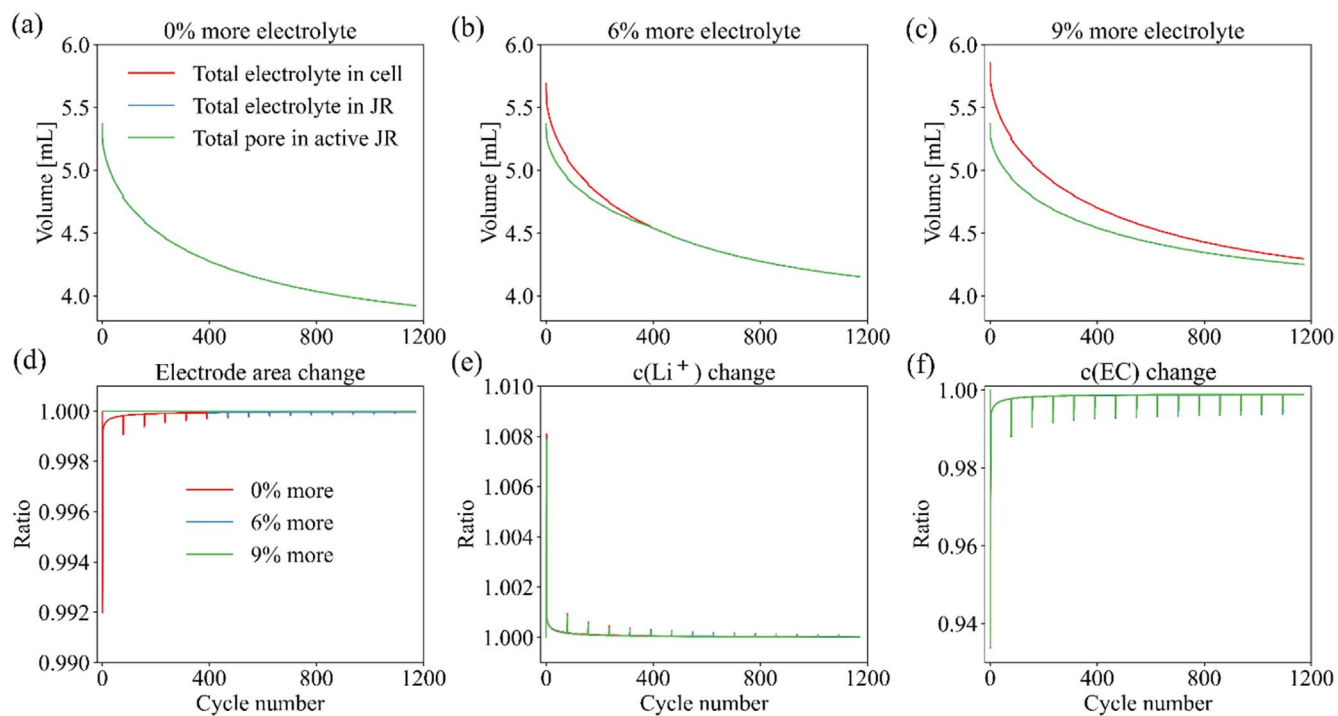 (a)
0% more electrolyte
6.0
5.5
5.0
4.5
4.0
Volume [mL]
Total electrolyte in cell
Total electrolyte in JR
Total pore in active JR
0
400
800
1200
(b)
6% more electrolyte
6.0
5.5
5.0
4.5
4.0
Volume [mL]
0
400
800
1200
(c)
9% more electrolyte
6.0
5.5
5.0
4.5
4.0
Volume [mL]
0
400
800
1200
(d)
Electrode area change
1.000
0.998
0.996
0.994
0.992
0.990
Ratio
0% more
6% more
9% more
0
400
800
1200
Cycle number
(e)
c(Li⁺) change
1.010
1.008
1.006
1.004
1.002
1.000
Ratio
0
400
800
1200
Cycle number
(f)
c(EC) change
1.00
0.98
0.96
0.94
Ratio
0
400
800
1200
Cycle number